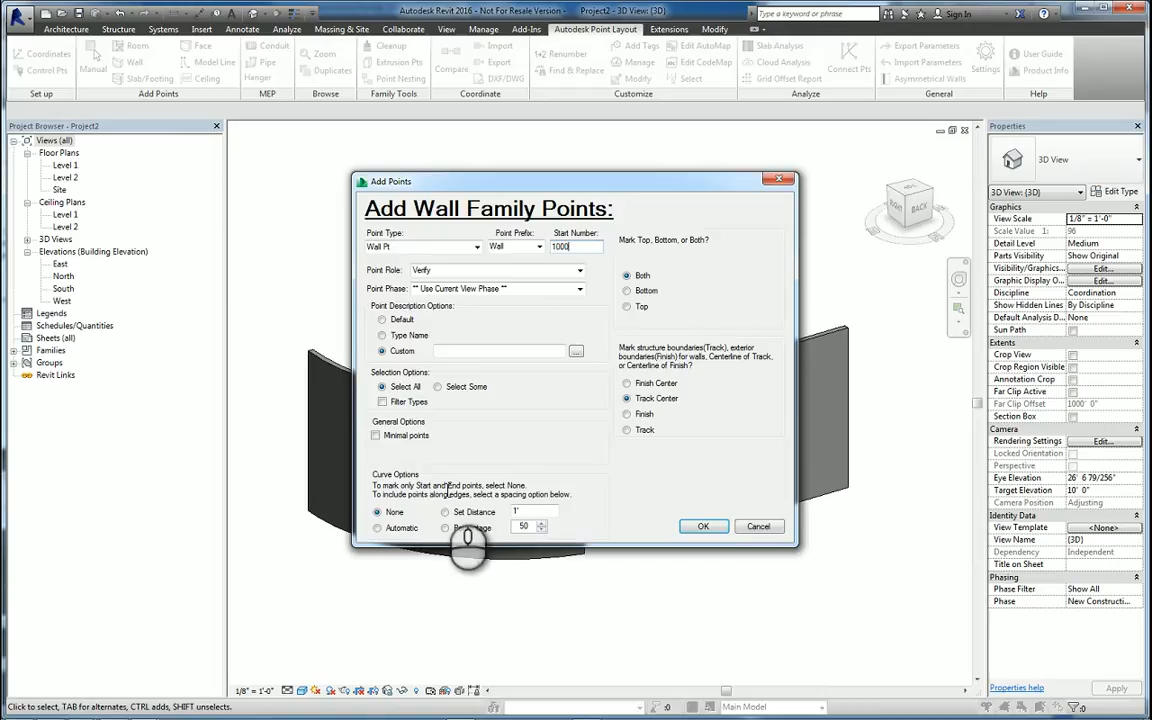 Autodesk Revit 2016 - Not For Resale Version - Project2 - 3D View: {3D}
Type a keyword or phrase
Sign In
Architecture Structure Systems Insert Annotate Analyze Massing & Site Collaborate View Manage Add-Ins Autodesk Point Layout Extensions Modify
Coordinates
Control Pts
Set up
Manual
Room
Wall
Slab/Footing
Face
Model Line
Ceiling
Add Points
Conduit
Pipe
Hanger
MEP
Zoom
Duplicates
Browse
Cleanup
Extrusion Pts
Point Nesting
Family Tools
Compare
Import
Export
DXF/DWG
Coordinate
Renumber
Find & Replace
Add Tags
Manage
Modify
Edit AutoMap
Edit CodeMap
Select
Customize
Slab Analysis
Cloud Analysis
Grid Offset Report
Connect Pts
Analyze
Export Parameters
Import Parameters
Asymmetrical Walls
Settings
General
User Guide
Product Info
Help
Project Browser - Project2
Views (all)
Floor Plans
Level 1
Level 2
Site
Ceiling Plans
Level 1
Level 2
3D Views
Elevations (Building Elevation)
East
North
South
West
Legends
Schedules/Quantities
Sheets (all)
Families
Groups
Revit Links
RIGHT
BACK
Add Points
Add Wall Family Points:
Point Type: Point Prefix: Start Number:
Wall Pt Wall 1000
Point Role: Verify
Point Phase: ** Use Current View Phase **
Point Description Options:
Default
Type Name
Custom
...
Selection Options:
Select All Select Some
Filter Types
General Options
Minimal points
Curve Options
To mark only Start and End points, select None.
To include points along edges, select a spacing option below.
None Set Distance 1'
Automatic Percentage 50
Mark Top, Bottom, or Both?
Both
Bottom
Top
Mark structure boundaries(Track), exterior
boundaries(Finish) for walls, Centerline of Track,
or Centerline of Finish?
Finish Center
Track Center
Finish
Track
OK Cancel
Properties
3D View
3D View: {3D} Edit Type
Graphics
View Scale 1/8" = 1'-0"
Scale Value 1: 96
Detail Level Medium
Parts Visibility Show Original
Visibility/Graphics... Edit...
Graphic Display O... Edit...
Discipline Coordination
Show Hidden Lines By Discipline
Default Analysis D... None
Sun Path
Extents
Crop View
Crop Region Visible
Annotation Crop
Far Clip Active
Far Clip Offset 1000' 0"
Section Box
Camera
Rendering Settings Edit...
Locked Orientation
Perspective
Eye Elevation 26' 6 79/256"
Target Elevation 10' 0"
Camera Position Adjusting
Identity Data
View Template <None>
View Name {3D}
Dependency Independent
Title on Sheet
Phasing
Phase Filter Show All
Phase New Constructi...
Properties help Apply
1/8" = 1'-0"
Click to select, TAB for alternates, CTRL adds, SHIFT unselects.
:0
Main Model
:0